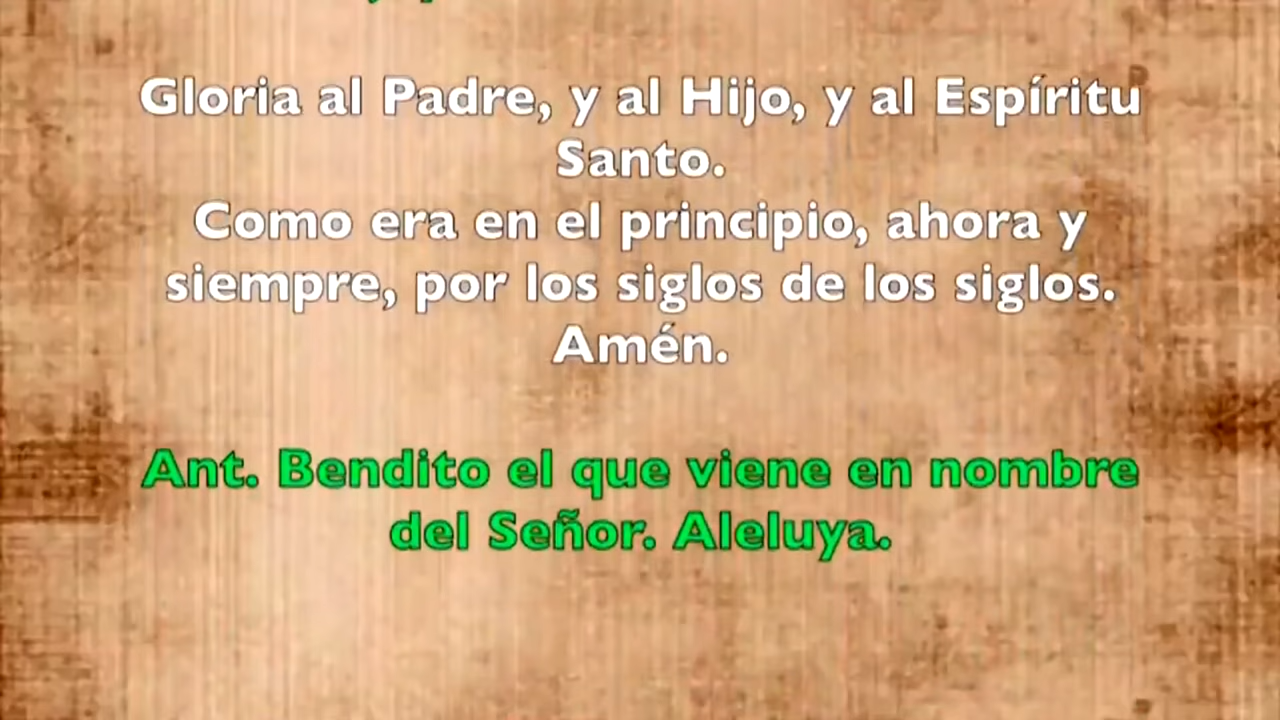 Gloria al Padre, y al Hijo, y al Espíritu
Santo.
Como era en el principio, ahora y
siempre, por los siglos de los siglos.
Amén.
Ant. Bendito el que viene en nombre
del Señor. Aleluya.